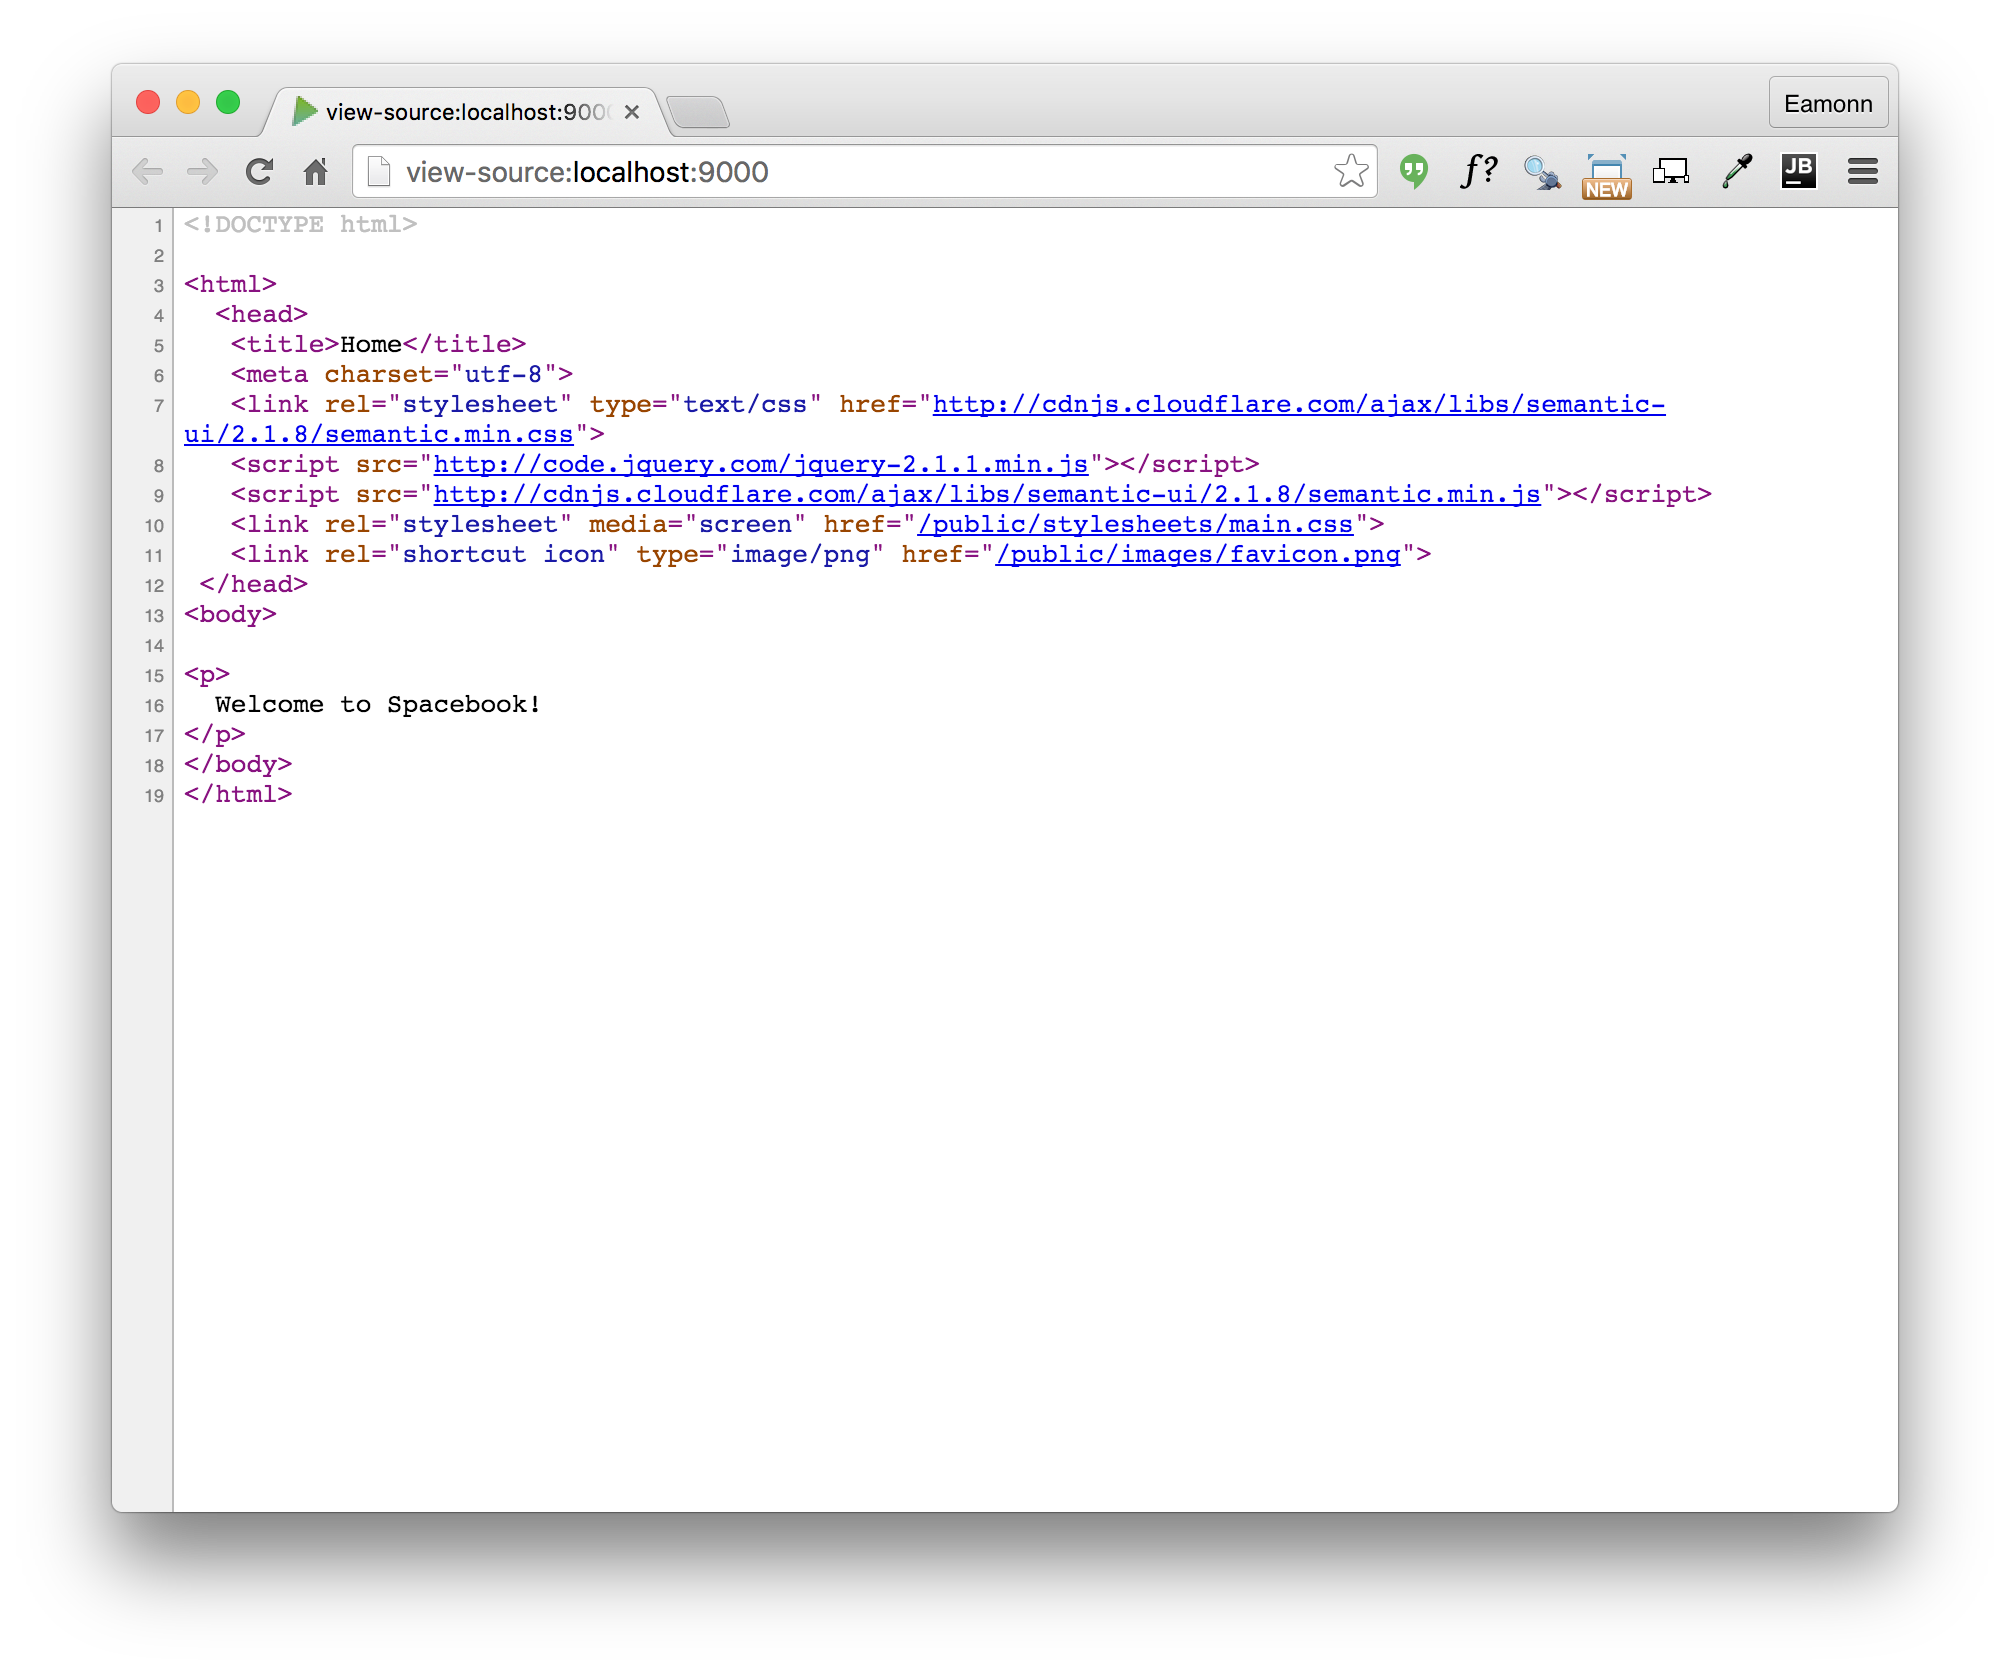 view-source:localhost:900
Eamonn
view-source:localhost:9000
f?
NEW
JB
1 <!DOCTYPE html>
2
3 <html>
4   <head>
5    <title>Home</title>
6    <meta charset="utf-8">
7    <link rel="stylesheet" type="text/css" href="http://cdnjs.cloudflare.com/ajax/libs/semantic-
ui/2.1.8/semantic.min.css">
8    <script src="http://code.jquery.com/jquery-2.1.1.min.js"></script>
9    <script src="http://cdnjs.cloudflare.com/ajax/libs/semantic-ui/2.1.8/semantic.min.js"></script>
10    <link rel="stylesheet" media="screen" href="/public/stylesheets/main.css">
11    <link rel="shortcut icon" type="image/png" href="/public/images/favicon.png">
12  </head>
13 <body>
14
15 <p>
16   Welcome to Spacebook!
17 </p>
18 </body>
19 </html>